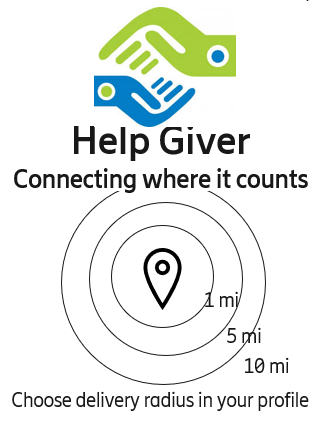 Help Giver
Connecting where it counts
1 mi
5 mi
10 mi
Choose delivery radius in your profile